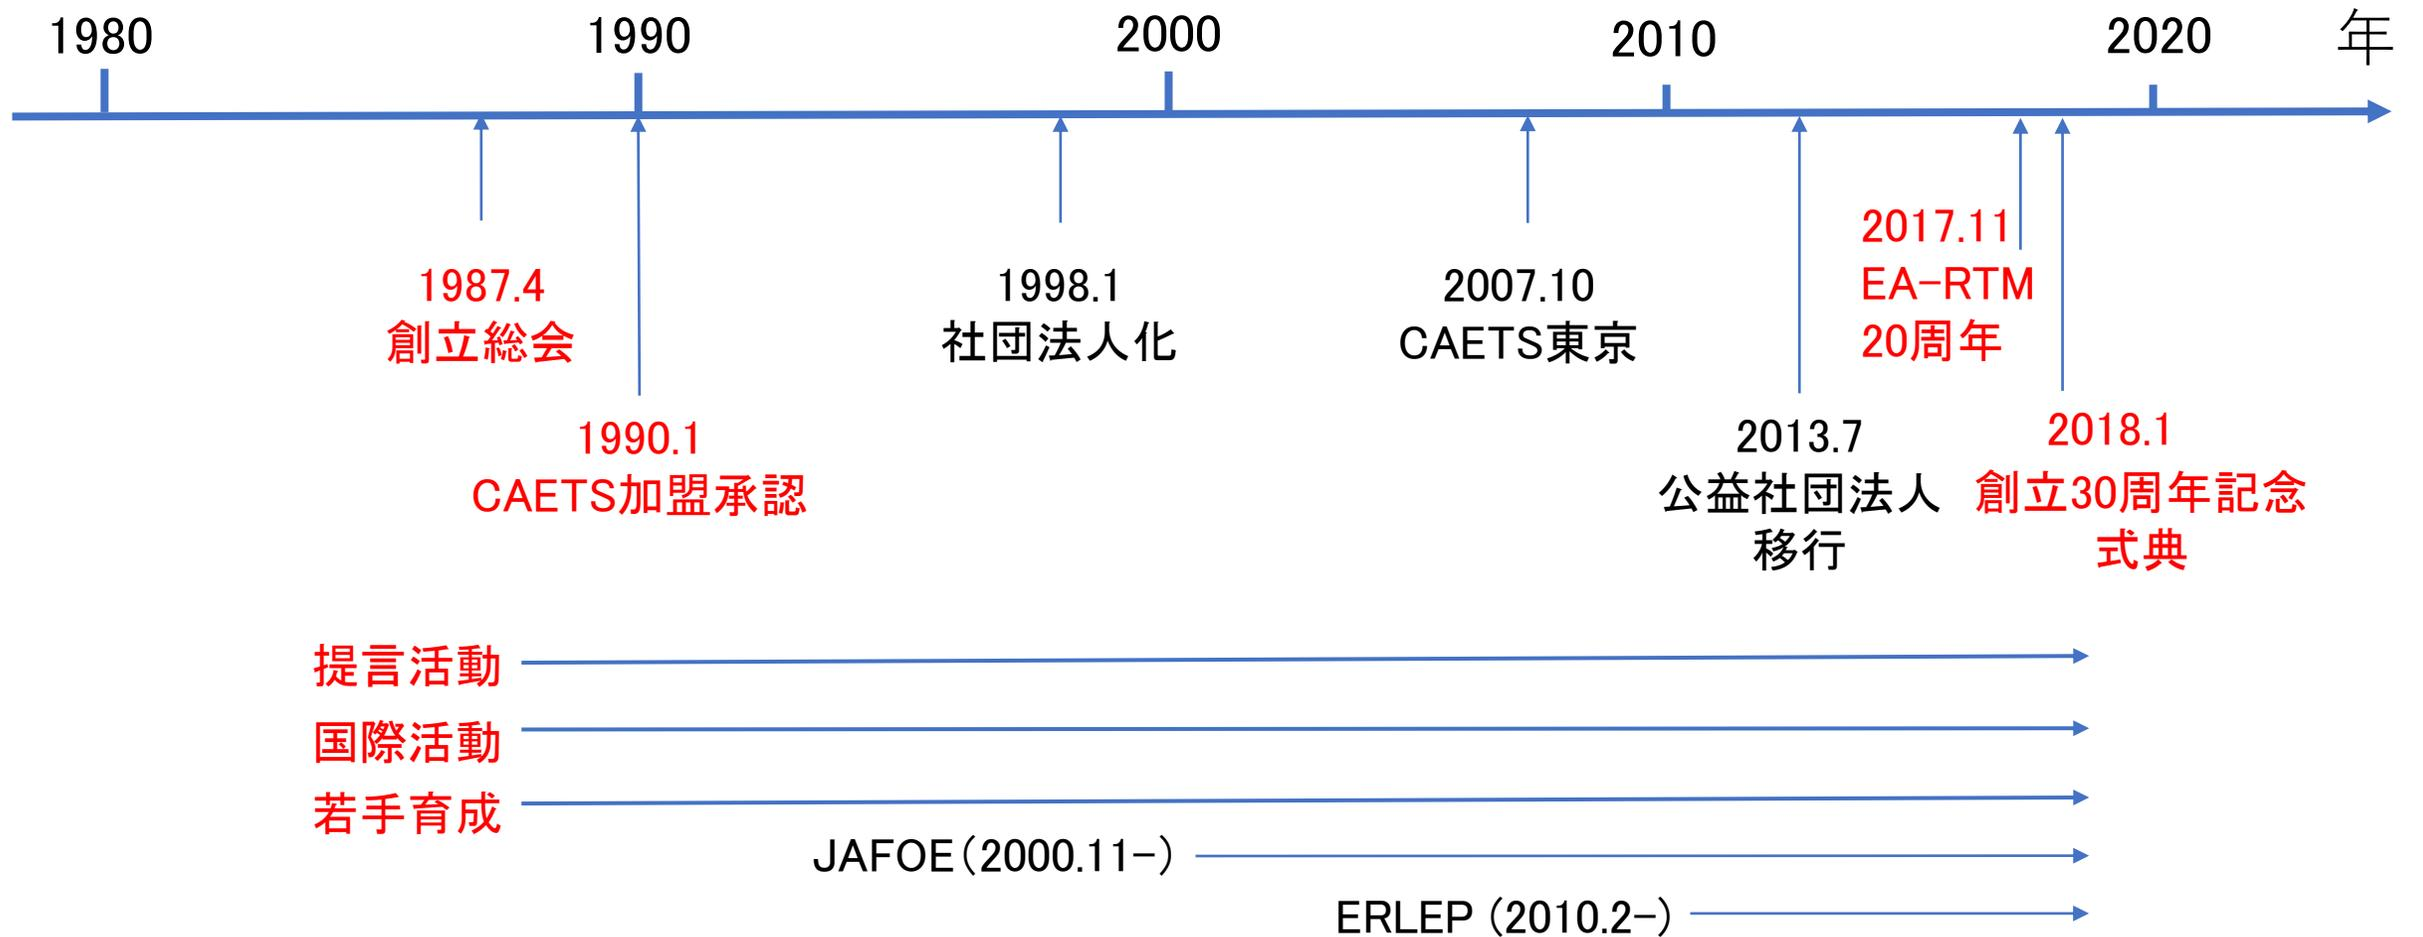 1980
1990
2000
2010
2020
年
1987.4
創立総会
1990.1
CAETS加盟承認
1998.1
社団法人化
2007.10
CAETS東京
2013.7
公益社団法人
移行
2017.11
EA-RTM
20周年
2018.1
創立30周年記念
式典
提言活動
国際活動
若手育成
JAFOE(2000.11-)
ERLEP (2010.2-)